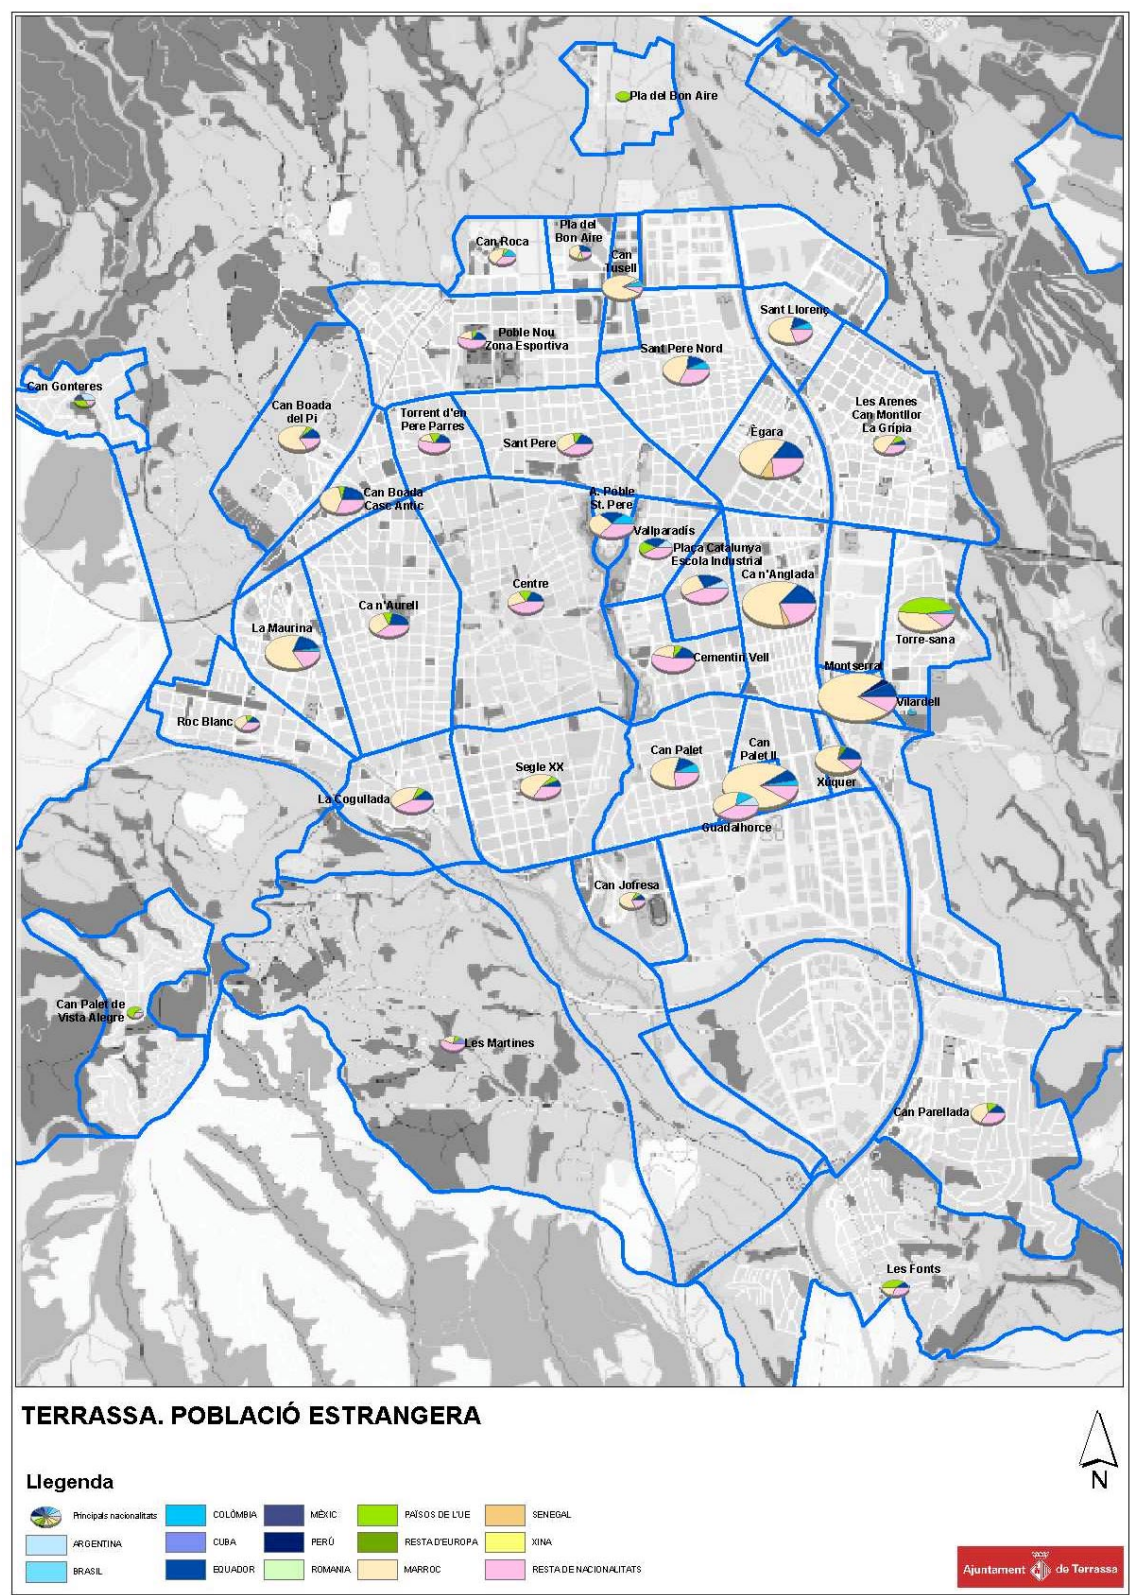 Pla del Bon Aire
Can Roca
Pla del
Bon Aire
Can
Tusell
Sant Llorenç
Poble Nou
Zona Esportiva
Sant Pere Nord
Can Gonteres
Can Boada
del Pi
Torrent d'en
Pere Parres
Sant Pere
Les Arenes
Can Montllor
La Grípia
Ègara
Can Boada
Casc Antic
A. Poble
St. Pere
Vallparadís
Plaça Catalunya
Escola Industrial
Ca n'Anglada
Centre
Ca n'Aurell
La Maurina
Torre-sana
Cementiri Vell
Montserrat
Vilardell
Roc Blanc
Can Palet
Can
Palet II
Xúquer
Segle XX
La Cogullada
Guadalhorce
Can Jofresa
Can Palet de
Vista Alegre
Les Martines
Can Parellada
Les Fonts
TERRASSA. POBLACIÓ ESTRANGERA
N
Llegenda
Principals nacionalitats
ARGENTINA
BRASIL
COLÒMBIA
CUBA
EQUADOR
MÈXIC
PERÚ
ROMANIA
PAÏSOS DE L'UE
RESTA D'EUROPA
MARROC
SENEGAL
XINA
RESTA DE NACIONALITATS
Ajuntament de Terrassa